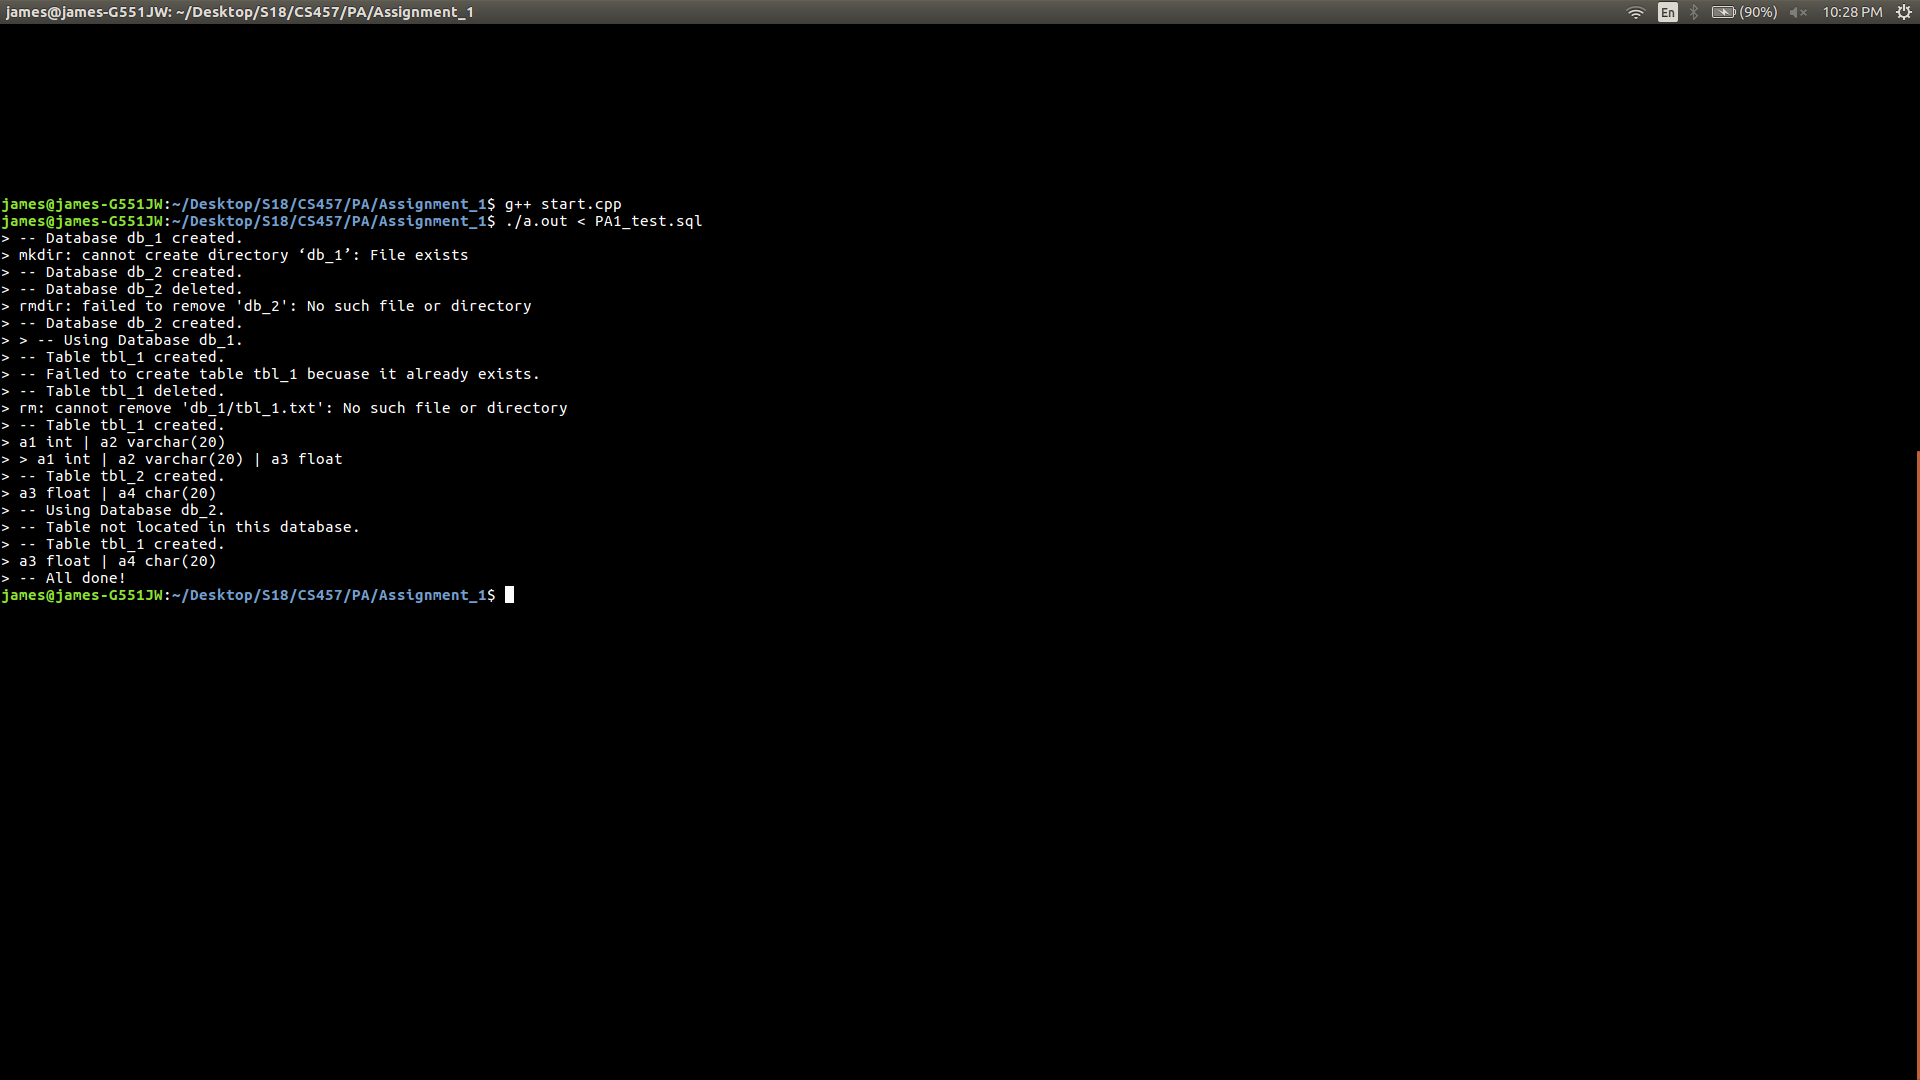 james@james-G551JW: ~/Desktop/S18/CS457/PA/Assignment_1 En (90%) 10:28 PM
james@james-G551JW:~/Desktop/S18/CS457/PA/Assignment_1$ g++ start.cpp
james@james-G551JW:~/Desktop/S18/CS457/PA/Assignment_1$ ./a.out < PA1_test.sql
> -- Database db_1 created.
> mkdir: cannot create directory ‘db_1’: File exists
> -- Database db_2 created.
> -- Database db_2 deleted.
> rmdir: failed to remove 'db_2': No such file or directory
> -- Database db_2 created.
> > -- Using Database db_1.
> -- Table tbl_1 created.
> -- Failed to create table tbl_1 becuase it already exists.
> -- Table tbl_1 deleted.
> rm: cannot remove 'db_1/tbl_1.txt': No such file or directory
> -- Table tbl_1 created.
> a1 int | a2 varchar(20)
> > a1 int | a2 varchar(20) | a3 float
> -- Table tbl_2 created.
> a3 float | a4 char(20)
> -- Using Database db_2.
> -- Table not located in this database.
> -- Table tbl_1 created.
> a3 float | a4 char(20)
> -- All done!
james@james-G551JW:~/Desktop/S18/CS457/PA/Assignment_1$